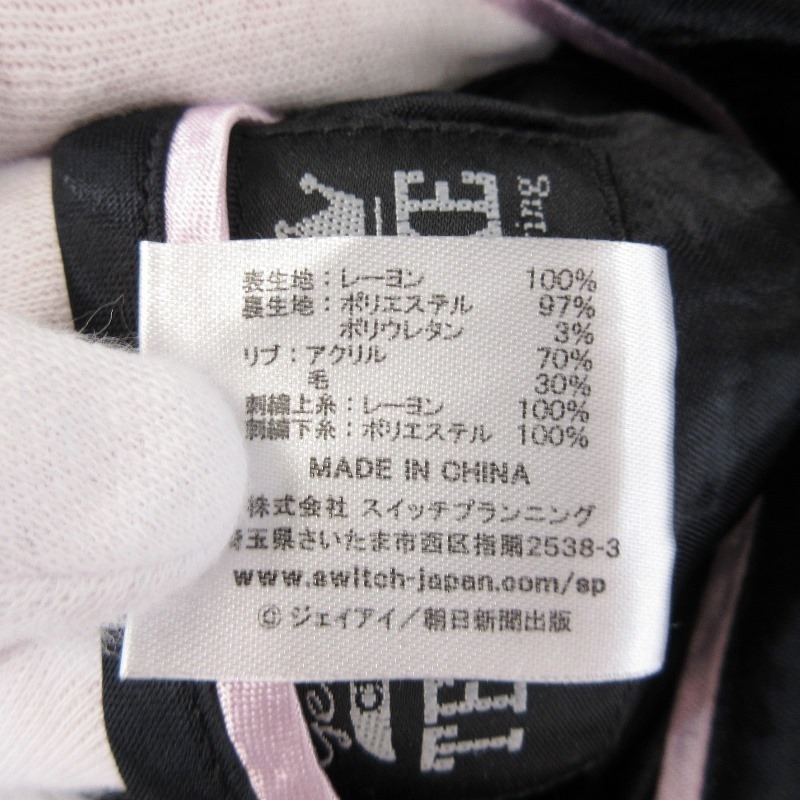 表生地：レーヨン 100%
裏生地：ポリエステル 97%
ポリウレタン 3%
リブ：アクリル 70%
毛 30%
刺繍上糸：レーヨン 100%
刺繍下糸：ポリエステル 100%
MADE IN CHINA
株式会社 スイッチプランニング
埼玉県さいたま市西区指扇2538-3
www.switch-japan.com/sp
© ジェイアイ／朝日新聞出版